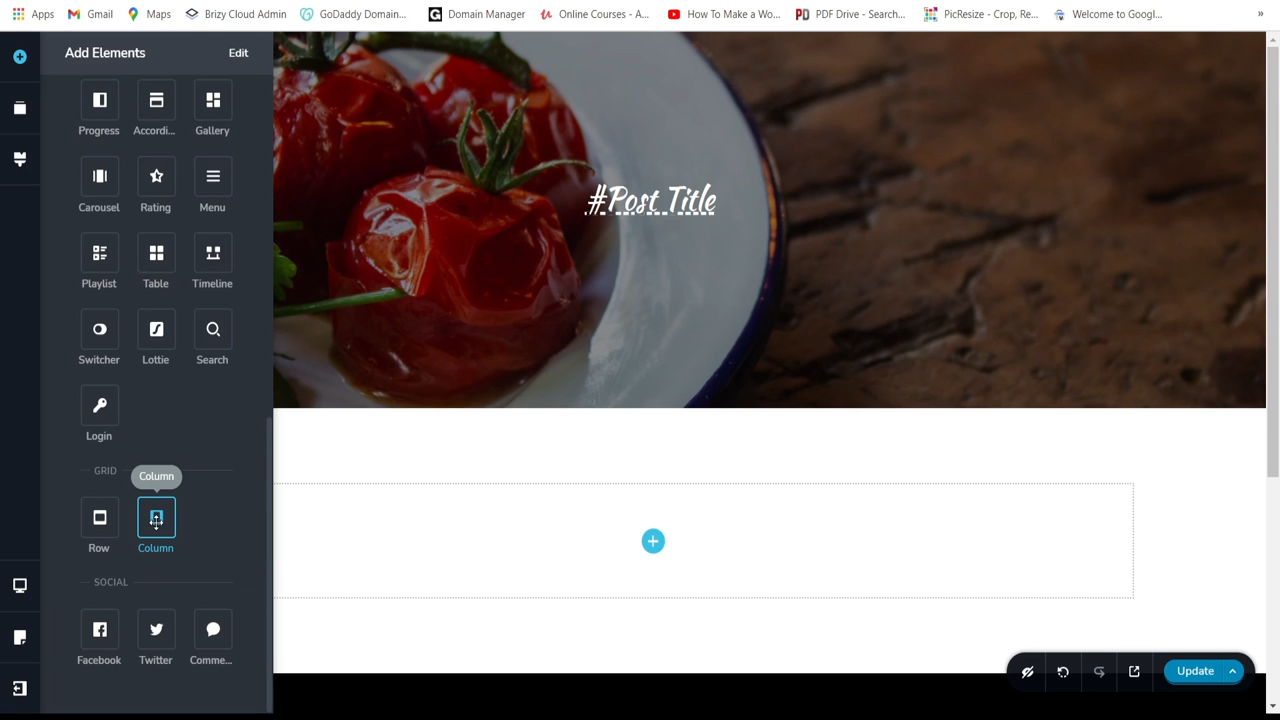 Apps Gmail Maps Brizy Cloud Admin GoDaddy Domain... Domain Manager Online Courses - A... How To Make a Wo... PDF Drive - Search... PicResize - Crop, Re... Welcome to Googl... »
Add Elements Edit
Progress Accordi... Gallery
Carousel Rating Menu
#Post Title
Playlist Table Timeline
Switcher Lottie Search
Login
GRID
Column
Row Column
SOCIAL
Facebook Twitter Comme...
Update